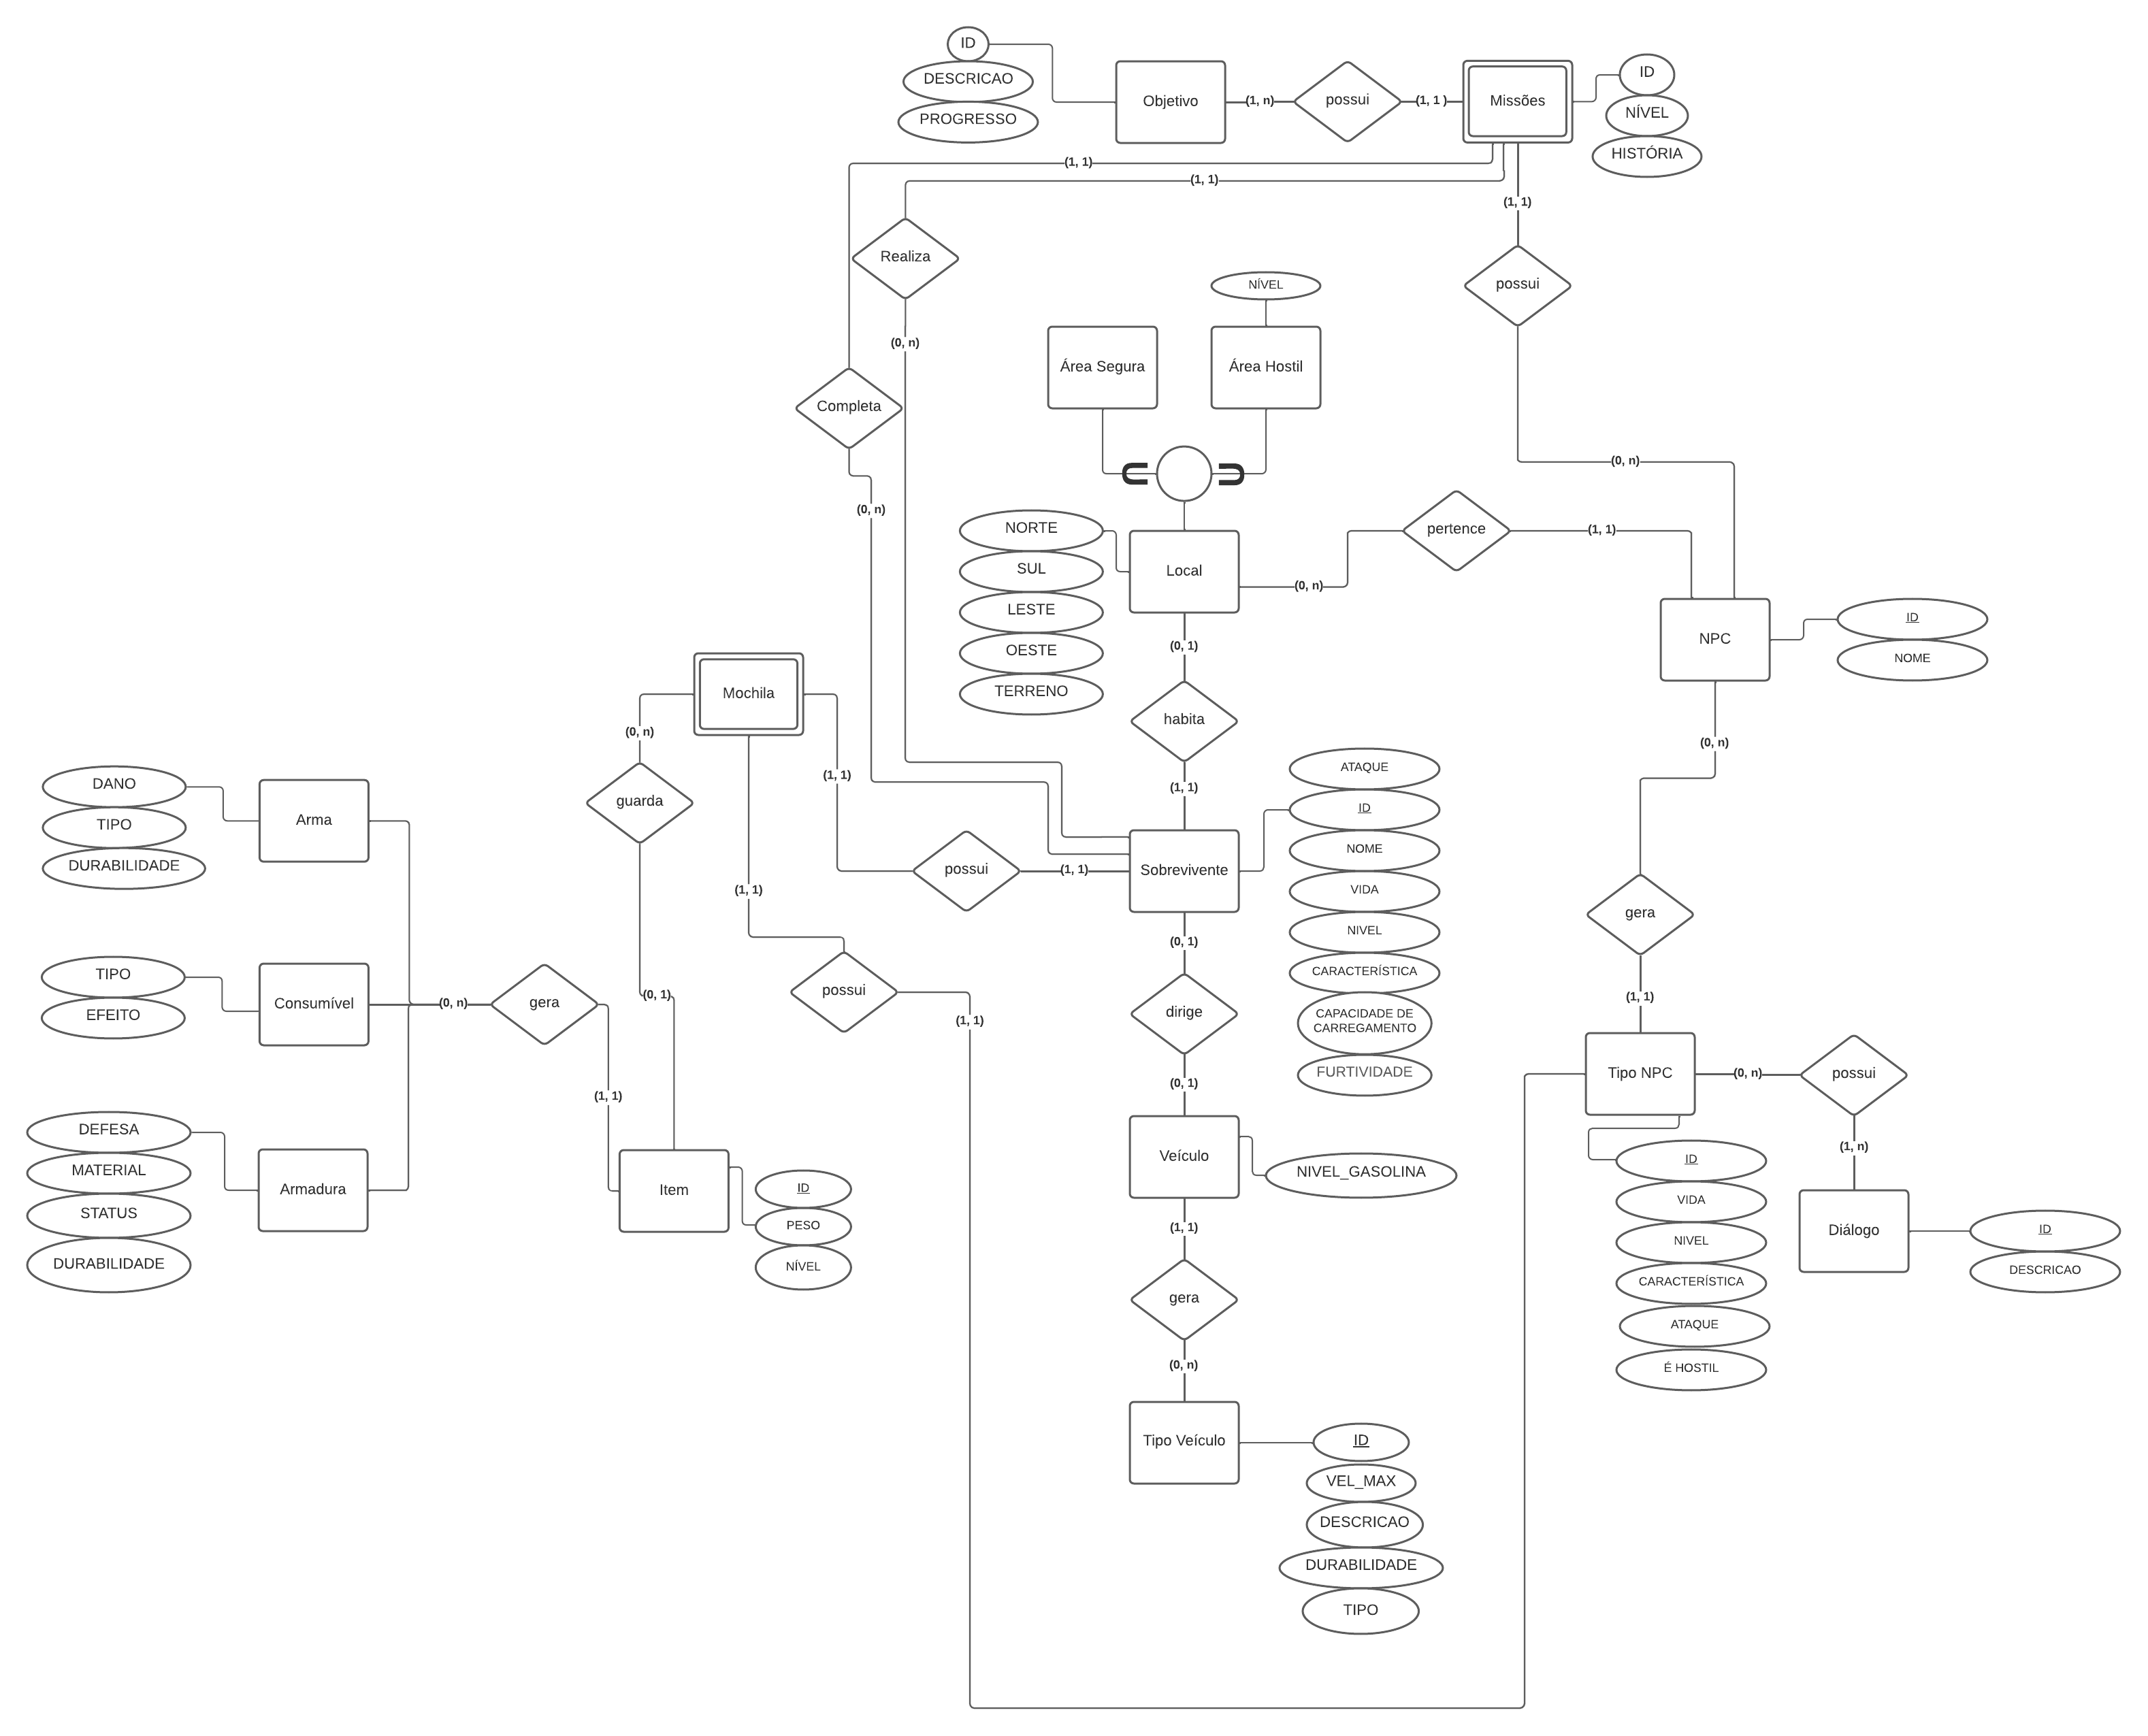 ID
DESCRICAO
PROGRESSO
Objetivo
(1, n)
possui
(1, 1 )
Missões
ID
NÍVEL
HISTÓRIA
(1, 1)
(1, 1)
(1, 1)
Realiza
possui
NÍVEL
(0, n)
Área Segura
Área Hostil
Completa
(0, n)
(0, n)
NORTE
SUL
LESTE
OESTE
TERRENO
Local
(0, n)
pertence
(1, 1)
NPC
ID
NOME
(0, 1)
habita
(1, 1)
Mochila
(0, n)
guarda
(1, 1)
(0, n)
DANO
TIPO
DURABILIDADE
Arma
ATAQUE
ID
NOME
VIDA
NIVEL
CARACTERÍSTICA
CAPACIDADE DE
CARREGAMENTO
FURTIVIDADE
possui
(1, 1)
Sobrevivente
(1, 1)
gera
(0, 1)
TIPO
EFEITO
Consumível
(0, n)
gera
(0, 1)
possui
(1, 1)
dirige
(1, 1)
(0, 1)
(1, 1)
Tipo NPC
(0, n)
possui
(1, n)
DEFESA
MATERIAL
STATUS
DURABILIDADE
Armadura
Item
ID
PESO
NÍVEL
Veículo
NIVEL_GASOLINA
ID
VIDA
NIVEL
CARACTERÍSTICA
ATAQUE
É HOSTIL
Diálogo
ID
DESCRICAO
(1, 1)
gera
(0, n)
Tipo Veículo
ID
VEL_MAX
DESCRICAO
DURABILIDADE
TIPO